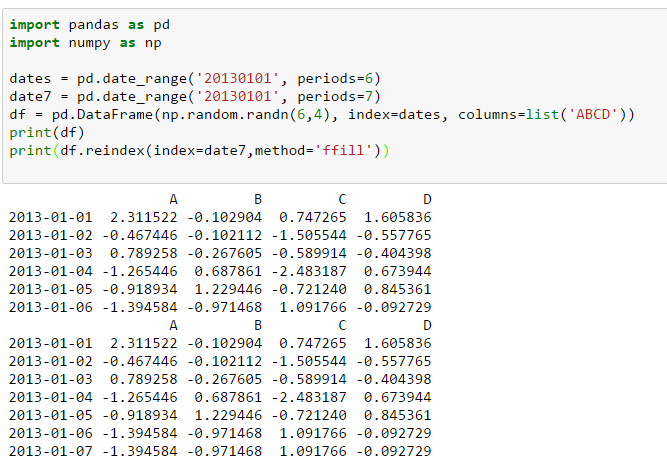 import pandas as pd
import numpy as np
dates = pd.date_range('20130101', periods=6)
date7 = pd.date_range('20130101', periods=7)
df = pd.DataFrame(np.random.randn(6,4), index=dates, columns=list('ABCD'))
print(df)
print(df.reindex(index=date7,method='ffill'))
A B C D
2013-01-01 2.311522 -0.102904 0.747265 1.605836
2013-01-02 -0.467446 -0.102112 -1.505544 -0.557765
2013-01-03 0.789258 -0.267605 -0.589914 -0.404398
2013-01-04 -1.265446 0.687861 -2.483187 0.673944
2013-01-05 -0.918934 1.229446 -0.721240 0.845361
2013-01-06 -1.394584 -0.971468 1.091766 -0.092729
A B C D
2013-01-01 2.311522 -0.102904 0.747265 1.605836
2013-01-02 -0.467446 -0.102112 -1.505544 -0.557765
2013-01-03 0.789258 -0.267605 -0.589914 -0.404398
2013-01-04 -1.265446 0.687861 -2.483187 0.673944
2013-01-05 -0.918934 1.229446 -0.721240 0.845361
2013-01-06 -1.394584 -0.971468 1.091766 -0.092729
2013-01-07 -1.394584 -0.971468 1.091766 -0.092729